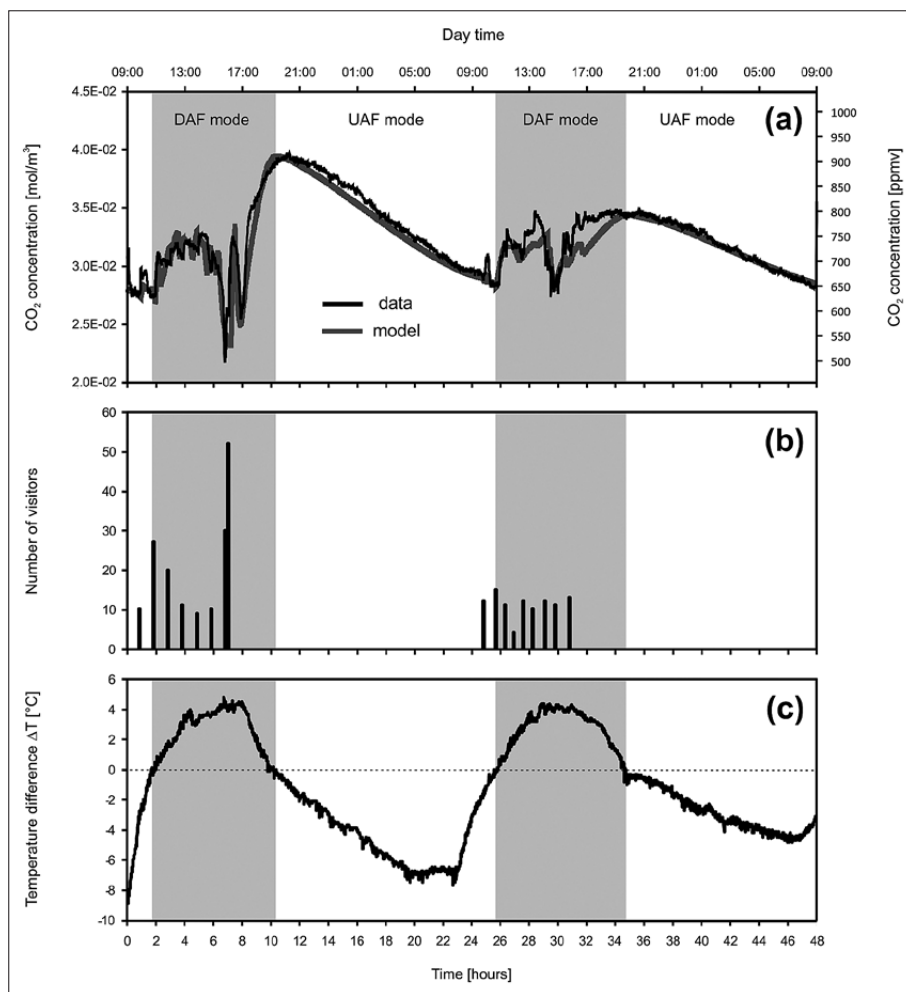 Day time
09:00 13:00 17:00 21:00 01:00 05:00 09:00 13:00 17:00 21:00 01:00 05:00 09:00
4.5E-02
4.0E-02
3.5E-02
3.0E-02
2.5E-02
2.0E-02
CO₂ concentration [mol/m³]
DAF mode UAF mode DAF mode UAF mode
(a)
data
model
1000
950
900
850
800
750
700
650
600
550
500
CO₂ concentration [ppmv]
60
50
40
30
20
10
0
Number of visitors
(b)
6
4
2
0
-2
-4
-6
-8
-10
Temperature difference ΔT [°C]
(c)
0 2 4 6 8 10 12 14 16 18 20 22 24 26 28 30 32 34 36 38 40 42 44 46 48
Time [hours]